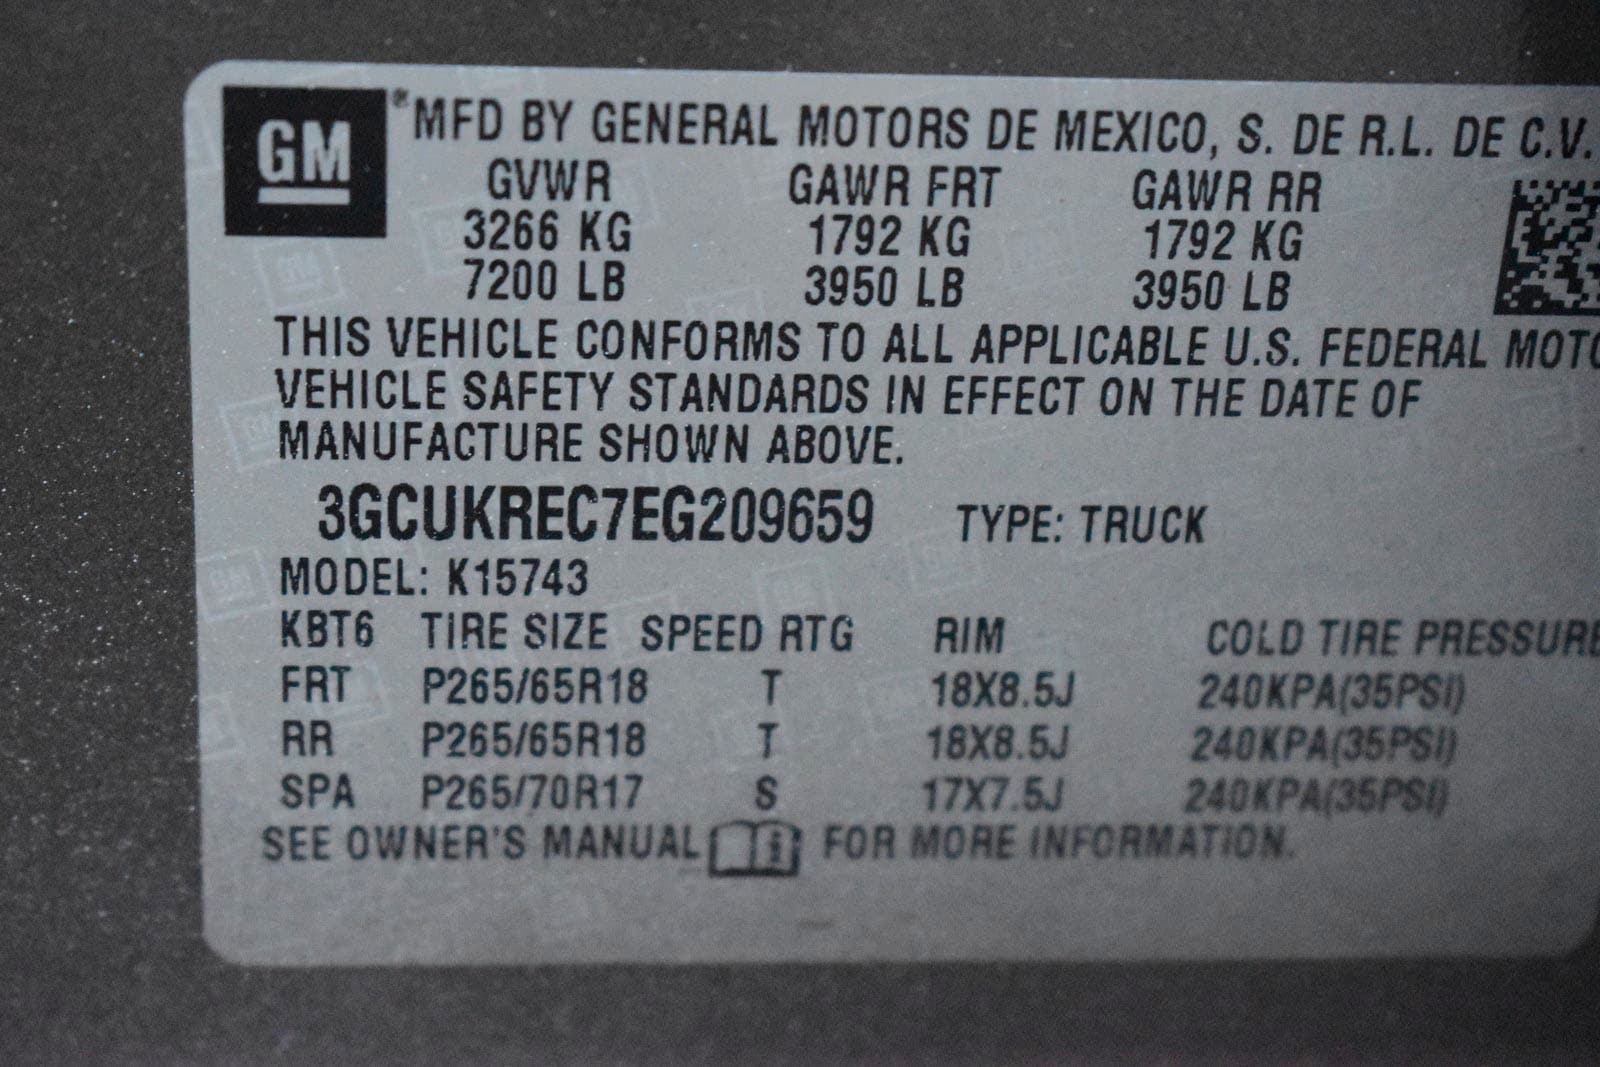 GM
® MFD BY GENERAL MOTORS DE MEXICO, S. DE R.L. DE C.V.
GVWR GAWR FRT GAWR RR
3266 KG 1792 KG 1792 KG
7200 LB 3950 LB 3950 LB
THIS VEHICLE CONFORMS TO ALL APPLICABLE U.S. FEDERAL MOTO
VEHICLE SAFETY STANDARDS IN EFFECT ON THE DATE OF
MANUFACTURE SHOWN ABOVE.
3GCUKREC7EG209659 TYPE: TRUCK
MODEL: K15743
KBT6 TIRE SIZE SPEED RTG RIM COLD TIRE PRESSURE
FRT P265/65R18 T 18X8.5J 240KPA(35PSI)
RR P265/65R18 T 18X8.5J 240KPA(35PSI)
SPA P265/70R17 S 17X7.5J 240KPA(35PSI)
SEE OWNER'S MANUAL FOR MORE INFORMATION.